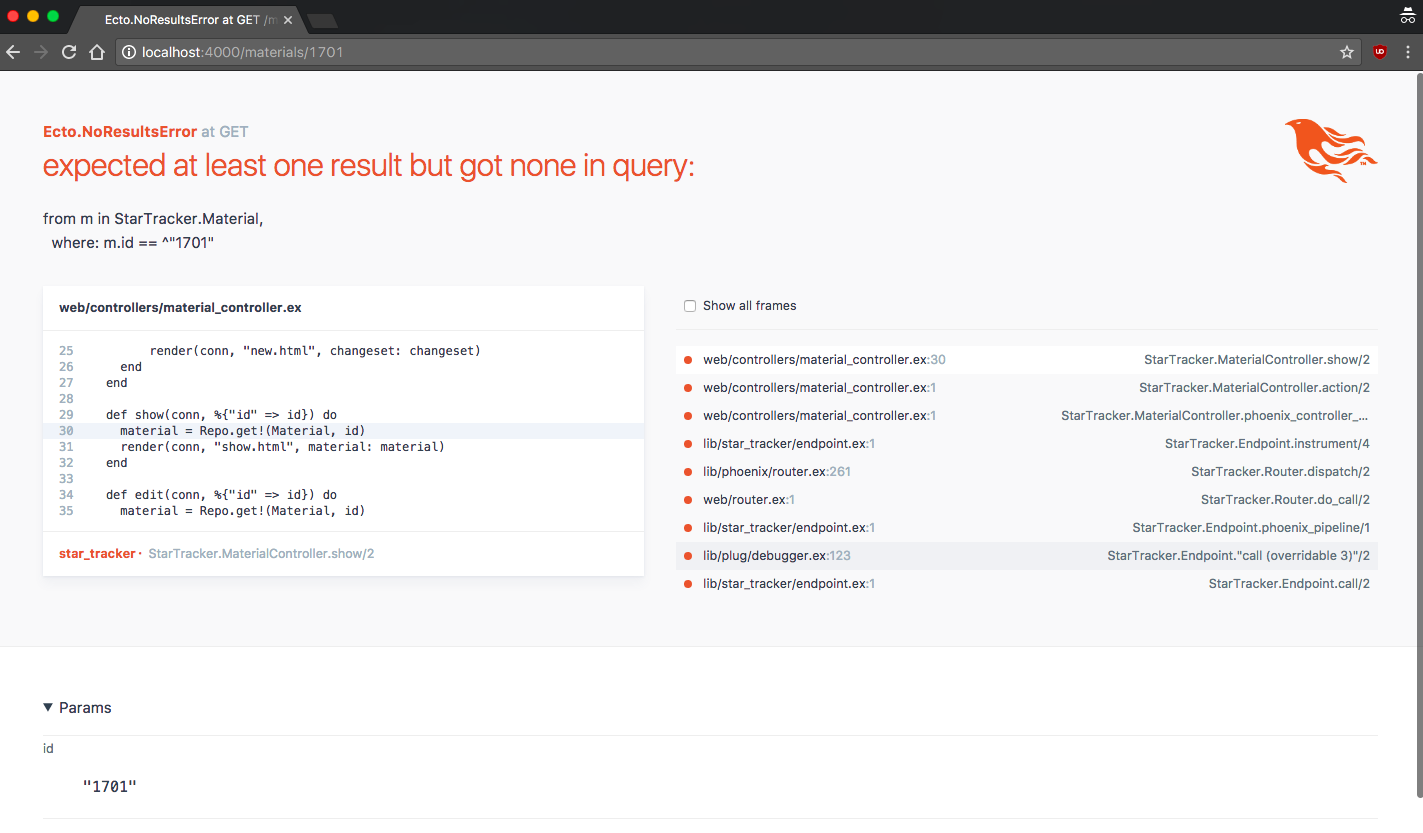 Ecto.NoResultsError at GET /m
localhost:4000/materials/1701
Ecto.NoResultsError at GET
expected at least one result but got none in query:
from m in StarTracker.Material,
  where: m.id == ^"1701"
web/controllers/material_controller.ex
25          render(conn, "new.html", changeset: changeset)
26      end
27    end
28
29    def show(conn, %{"id" => id}) do
30      material = Repo.get!(Material, id)
31      render(conn, "show.html", material: material)
32    end
33
34    def edit(conn, %{"id" => id}) do
35      material = Repo.get!(Material, id)
star_tracker · StarTracker.MaterialController.show/2
Show all frames
web/controllers/material_controller.ex:30 StarTracker.MaterialController.show/2
web/controllers/material_controller.ex:1 StarTracker.MaterialController.action/2
web/controllers/material_controller.ex:1 StarTracker.MaterialController.phoenix_controller_...
lib/star_tracker/endpoint.ex:1 StarTracker.Endpoint.instrument/4
lib/phoenix/router.ex:261 StarTracker.Router.dispatch/2
web/router.ex:1 StarTracker.Router.do_call/2
lib/star_tracker/endpoint.ex:1 StarTracker.Endpoint.phoenix_pipeline/1
lib/plug/debugger.ex:123 StarTracker.Endpoint."call (overridable 3)"/2
lib/star_tracker/endpoint.ex:1 StarTracker.Endpoint.call/2
TM
Params
id
"1701"